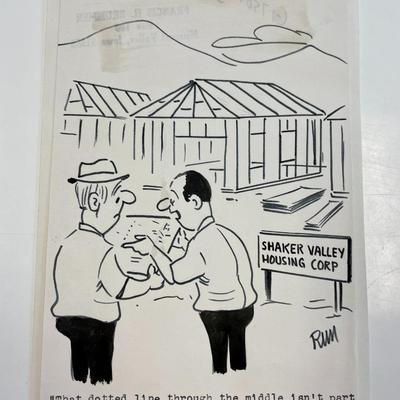 SHAKER VALLEY
HOUSING CORP
RUM
"That dotted line through the middle isn't part